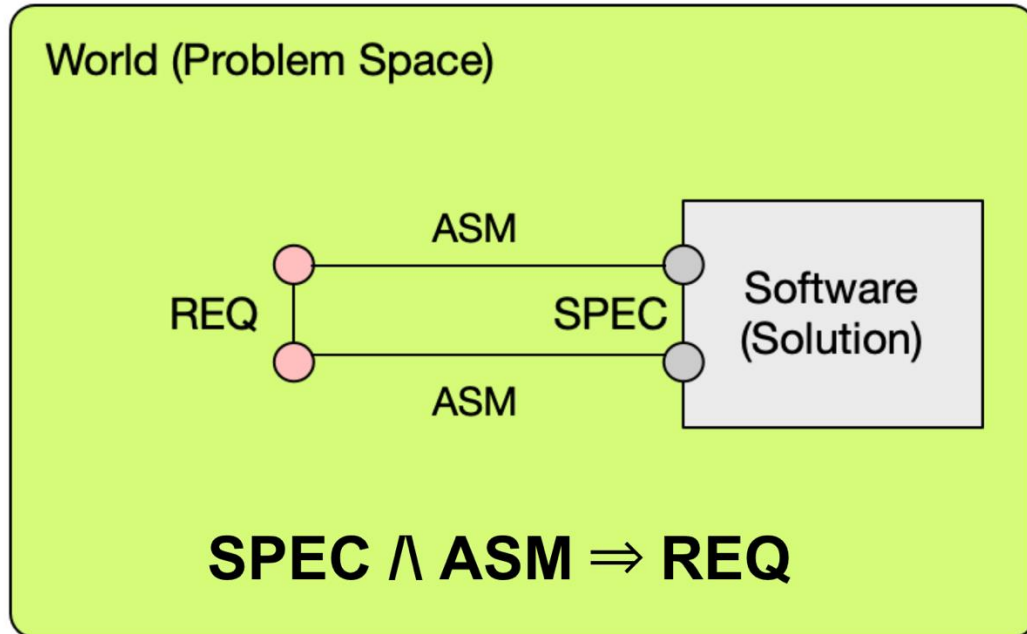 World (Problem Space)
ASM
REQ
SPEC
Software
(Solution)
ASM
SPEC /\ ASM ⇒ REQ